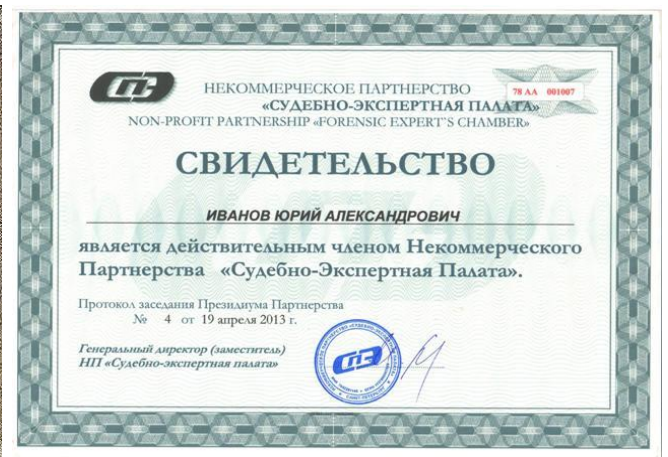 НЕКОММЕРЧЕСКОЕ ПАРТНЕРСТВО
78 АА 001007
«СУДЕБНО-ЭКСПЕРТНАЯ ПАЛАТА»
NON-PROFIT PARTNERSHIP «FORENSIC EXPERT'S CHAMBER»
СВИДЕТЕЛЬСТВО
ИВАНОВ ЮРИЙ АЛЕКСАНДРОВИЧ
является действительным членом Некоммерческого
Партнерства «Судебно-Экспертная Палата».
Протокол заседания Президиума Партнерства
№ 4 от 19 апреля 2013 г.
Генеральный директор (заместитель)
НП «Судебно-экспертная палата»